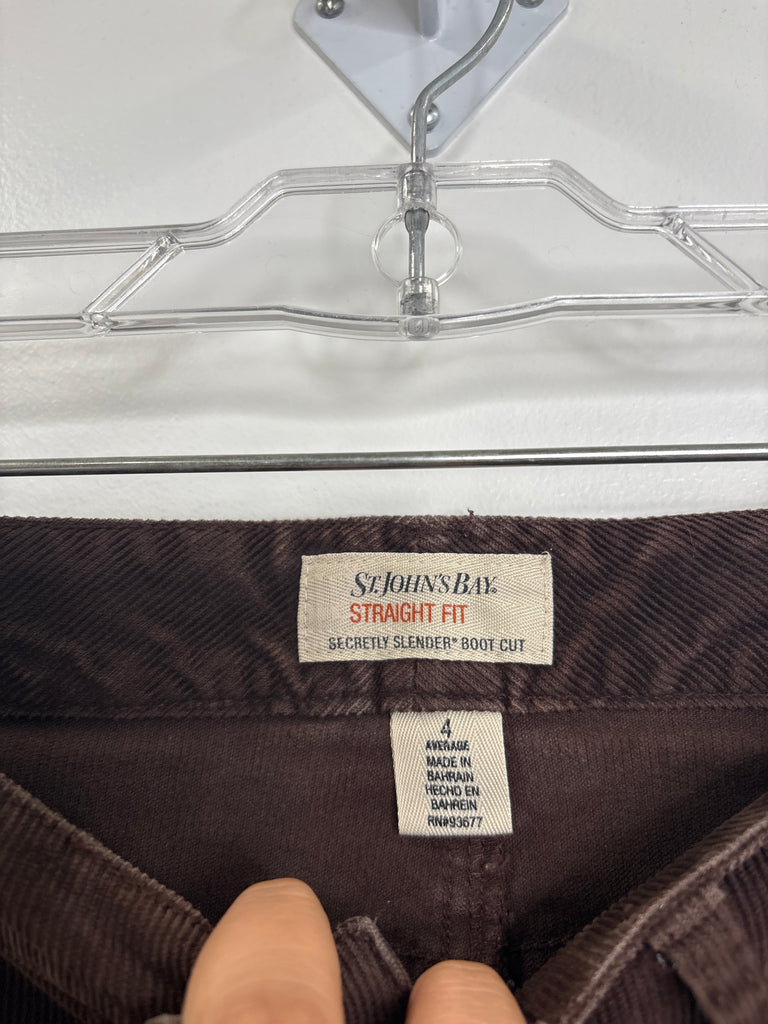 ST. JOHN'S BAY®
STRAIGHT FIT
SECRETLY SLENDER® BOOT CUT
4
AVERAGE
MADE IN
BAHRAIN
HECHO EN
BAHREIN
RN#93677